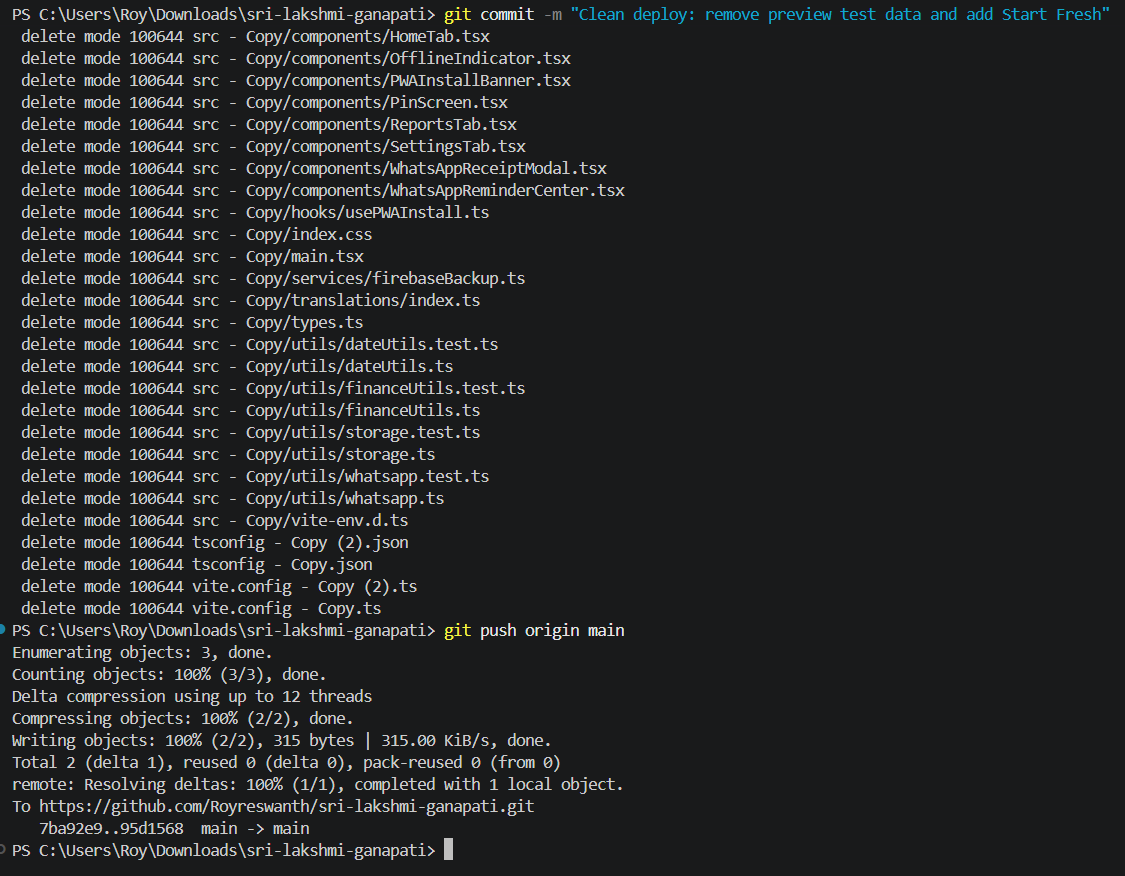 PS C:\Users\Roy\Downloads\sri-lakshmi-ganapati> git commit -m "Clean deploy: remove preview test data and add Start Fresh"
delete mode 100644 src - Copy/components/HomeTab.tsx
delete mode 100644 src - Copy/components/OfflineIndicator.tsx
delete mode 100644 src - Copy/components/PWAInstallBanner.tsx
delete mode 100644 src - Copy/components/PinScreen.tsx
delete mode 100644 src - Copy/components/ReportsTab.tsx
delete mode 100644 src - Copy/components/SettingsTab.tsx
delete mode 100644 src - Copy/components/WhatsAppReceiptModal.tsx
delete mode 100644 src - Copy/components/WhatsAppReminderCenter.tsx
delete mode 100644 src - Copy/hooks/usePWAInstall.ts
delete mode 100644 src - Copy/index.css
delete mode 100644 src - Copy/main.tsx
delete mode 100644 src - Copy/services/firebaseBackup.ts
delete mode 100644 src - Copy/translations/index.ts
delete mode 100644 src - Copy/types.ts
delete mode 100644 src - Copy/utils/dateUtils.test.ts
delete mode 100644 src - Copy/utils/dateUtils.ts
delete mode 100644 src - Copy/utils/financeUtils.test.ts
delete mode 100644 src - Copy/utils/financeUtils.ts
delete mode 100644 src - Copy/utils/storage.test.ts
delete mode 100644 src - Copy/utils/storage.ts
delete mode 100644 src - Copy/utils/whatsapp.test.ts
delete mode 100644 src - Copy/utils/whatsapp.ts
delete mode 100644 src - Copy/vite-env.d.ts
delete mode 100644 tsconfig - Copy (2).json
delete mode 100644 tsconfig - Copy.json
delete mode 100644 vite.config - Copy (2).ts
delete mode 100644 vite.config - Copy.ts
PS C:\Users\Roy\Downloads\sri-lakshmi-ganapati> git push origin main
Enumerating objects: 3, done.
Counting objects: 100% (3/3), done.
Delta compression using up to 12 threads
Compressing objects: 100% (2/2), done.
Writing objects: 100% (2/2), 315 bytes | 315.00 KiB/s, done.
Total 2 (delta 1), reused 0 (delta 0), pack-reused 0 (from 0)
remote: Resolving deltas: 100% (1/1), completed with 1 local object.
To https://github.com/Royreswanth/sri-lakshmi-ganapati.git
7ba92e9..95d1568  main -> main
PS C:\Users\Roy\Downloads\sri-lakshmi-ganapati>